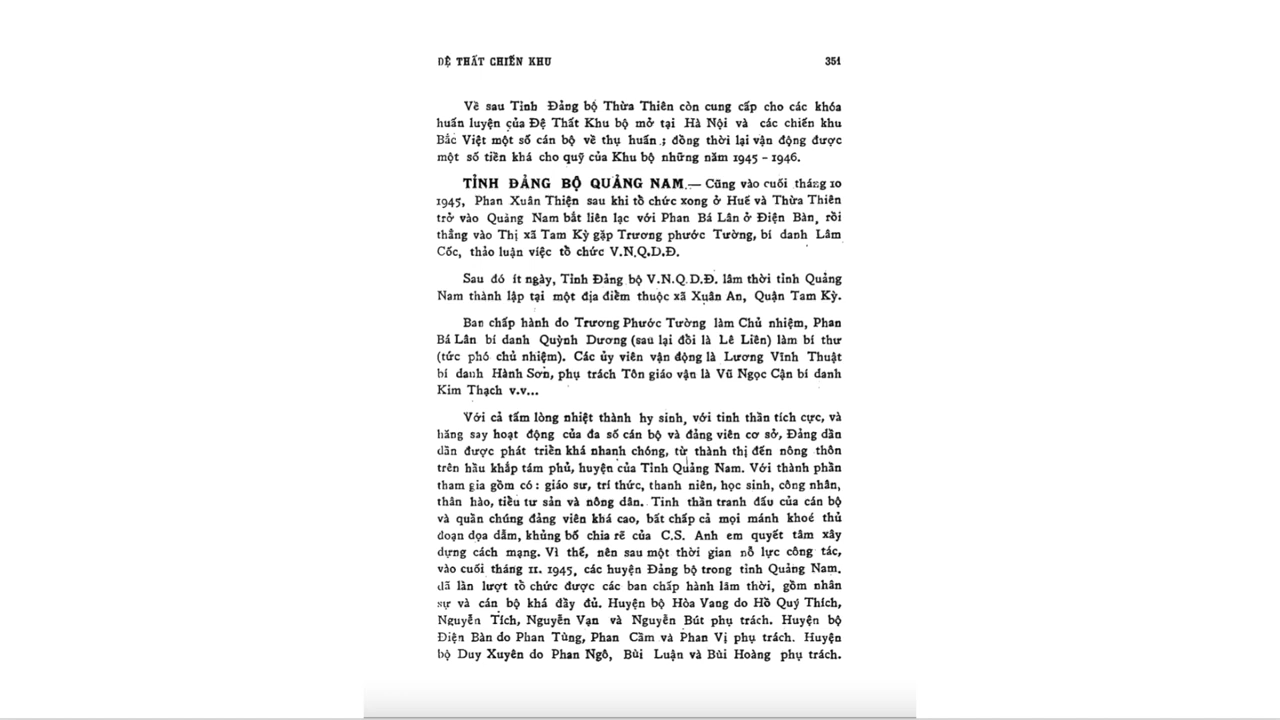 ĐỆ THẤT CHIẾN KHU 351
Về sau Tỉnh Đảng bộ Thừa Thiên còn cung cấp cho các khóa
huấn luyện của Đệ Thất Khu bộ mở tại Hà Nội và các chiến khu
Bắc Việt một số cán bộ về thụ huấn ; đồng thời lại vận động được
một số tiền khá cho quỹ của Khu bộ những năm 1945 - 1946.
TỈNH ĐẢNG BỘ QUẢNG NAM.— Cũng vào cuối tháng 10
1945, Phan Xuân Thiện sau khi tổ chức xong ở Huế và Thừa Thiên
trở vào Quảng Nam bắt liên lạc với Phan Bá Lân ở Điện Bàn, rồi
thẳng vào Thị xã Tam Kỳ gặp Trương phước Tường, bí danh Lâm
Cốc, thảo luận việc tổ chức V.N.Q.D.Đ.
Sau đó ít ngày, Tỉnh Đảng bộ V.N.Q.D.Đ. lâm thời tỉnh Quảng
Nam thành lập tại một địa điểm thuộc xã Xuân An, Quận Tam Kỳ.
Ban chấp hành do Trương Phước Tường làm Chủ nhiệm, Phan
Bá Lân bí danh Quỳnh Dương (sau lại đổi là Lê Liên) làm bí thư
(tức phó chủ nhiệm). Các ủy viên vận động là Lương Vĩnh Thuật
bí danh Hành Sơn, phụ trách Tôn giáo vận là Vũ Ngọc Cận bí danh
Kim Thạch v.v...
Với cả tấm lòng nhiệt thành hy sinh, với tinh thần tích cực, và
hăng say hoạt động của đa số cán bộ và đảng viên cơ sở, Đảng dần
dần được phát triển khá nhanh chóng, từ thành thị đến nông thôn
trên hầu khắp tám phủ, huyện của Tỉnh Quảng Nam. Với thành phần
tham gia gồm có : giáo sư, trí thức, thanh niên, học sinh, công nhân,
thân hào, tiểu tư sản và nông dân. Tinh thần tranh đấu của cán bộ
và quần chúng đảng viên khá cao, bất chấp cả mọi mánh khoé thủ
đoạn dọa dẫm, khủng bố chia rẽ của C.S. Anh em quyết tâm xây
dựng cách mạng. Vì thế, nên sau một thời gian nỗ lực công tác,
vào cuối tháng 11. 1945, các huyện Đảng bộ trong tỉnh Quảng Nam.
đã lần lượt tổ chức được các ban chấp hành lâm thời, gồm nhân
sự và cán bộ khá đầy đủ. Huyện bộ Hòa Vang do Hồ Quý Thích,
Nguyễn Tích, Nguyễn Vạn và Nguyễn Bút phụ trách. Huyện bộ
Điện Bàn do Phan Tùng, Phan Cầm và Phan Vị phụ trách. Huyện
bộ Duy Xuyên do Phan Ngô, Bùi Luận và Bùi Hoàng phụ trách.